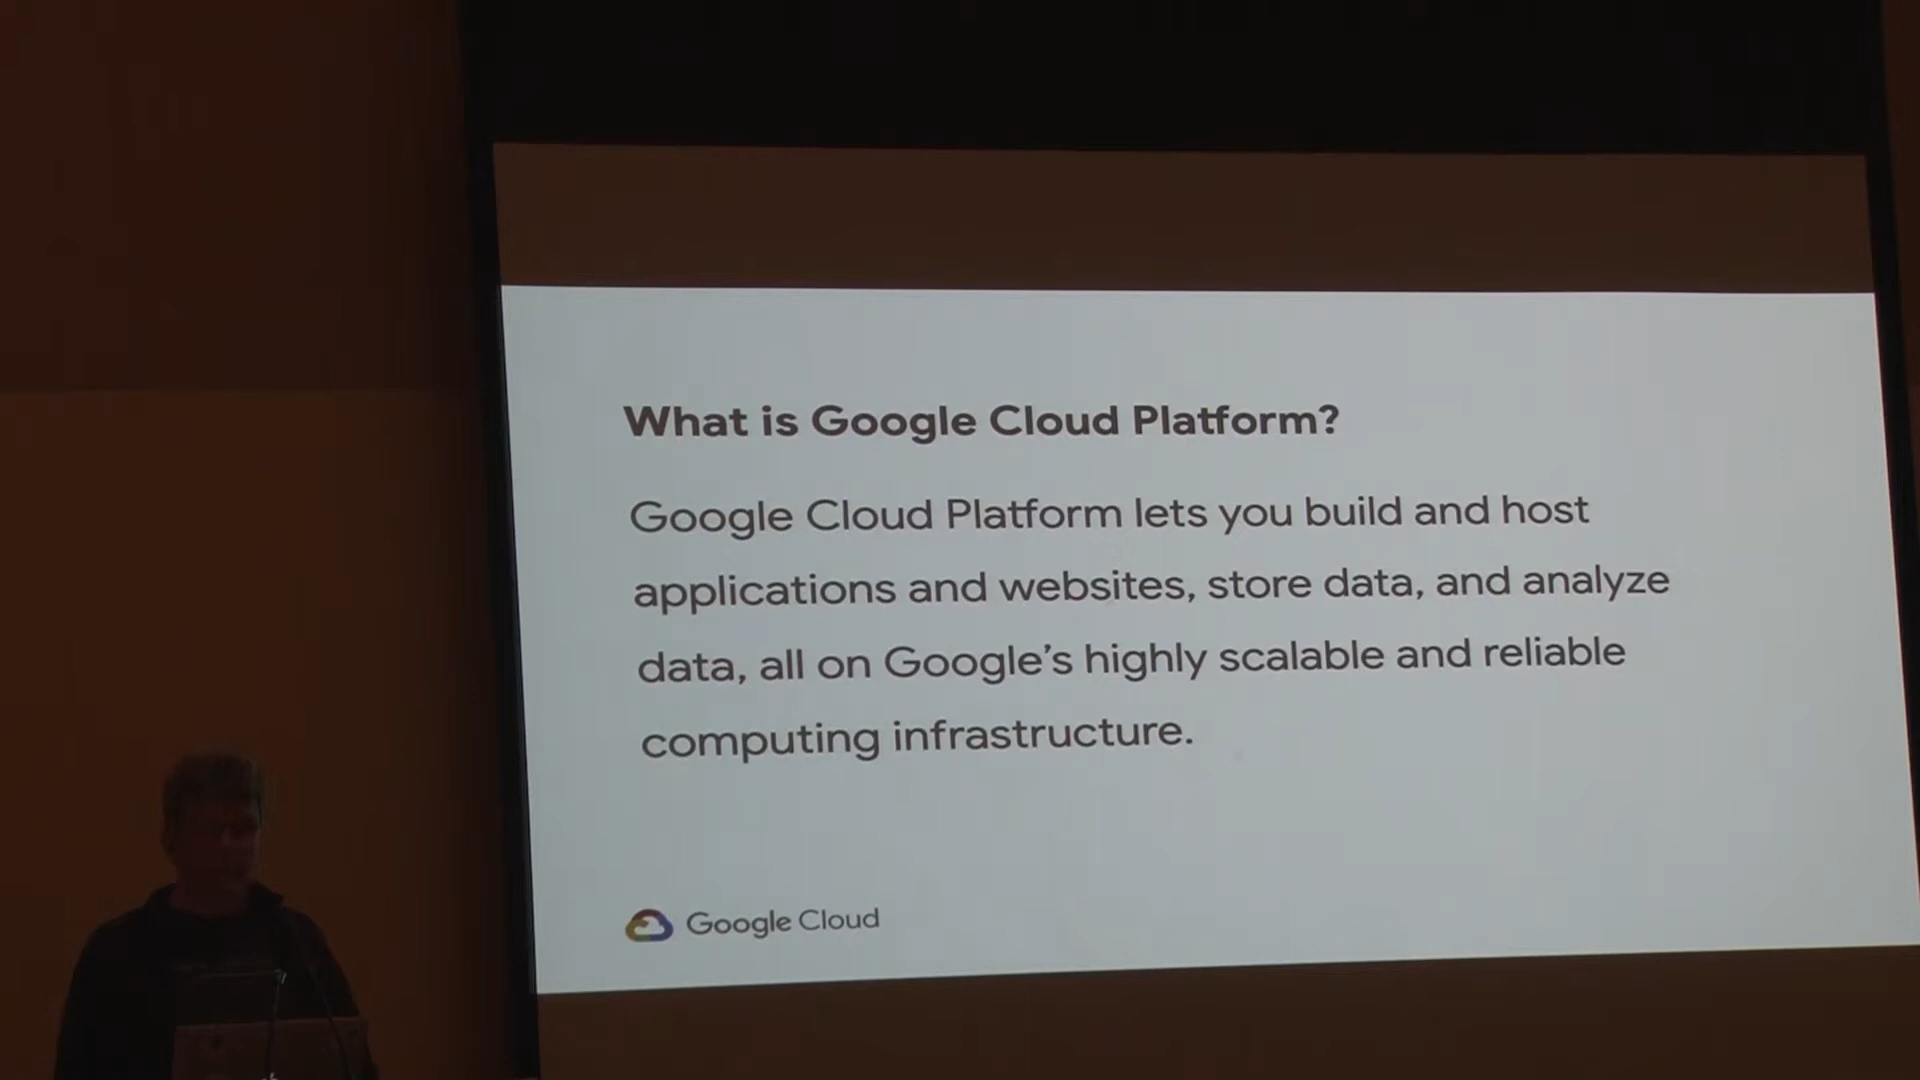 What is Google Cloud Platform?
Google Cloud Platform lets you build and host
applications and websites, store data, and analyze
data, all on Google’s highly scalable and reliable
computing infrastructure.
Google Cloud